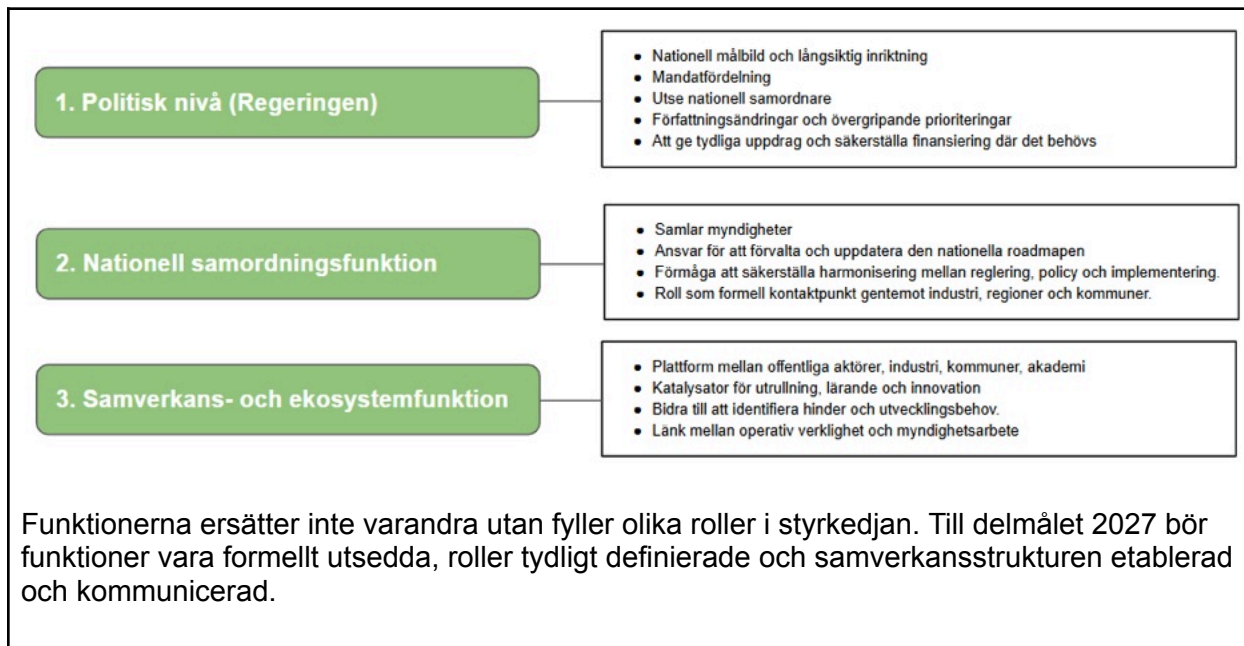 1. Politisk nivå (Regeringen)
● Nationell målbild och långsiktig inriktning
● Mandatfördelning
● Utse nationell samordnare
● Författningsändringar och övergripande prioriteringar
● Att ge tydliga uppdrag och säkerställa finansiering där det behövs
2. Nationell samordningsfunktion
● Samlar myndigheter
● Ansvar för att förvalta och uppdatera den nationella roadmapen
● Förmåga att säkerställa harmonisering mellan reglering, policy och implementering.
● Roll som formell kontaktpunkt gentemot industri, regioner och kommuner.
3. Samverkans- och ekosystemfunktion
● Plattform mellan offentliga aktörer, industri, kommuner, akademi
● Katalysator för utrullning, lärande och innovation
● Bidra till att identifiera hinder och utvecklingsbehov.
● Länk mellan operativ verklighet och myndighetsarbete
Funktionerna ersätter inte varandra utan fyller olika roller i styrkedjan. Till delmålet 2027 bör
funktioner vara formellt utsedda, roller tydligt definierade och samverkansstrukturen etablerad
och kommunicerad.